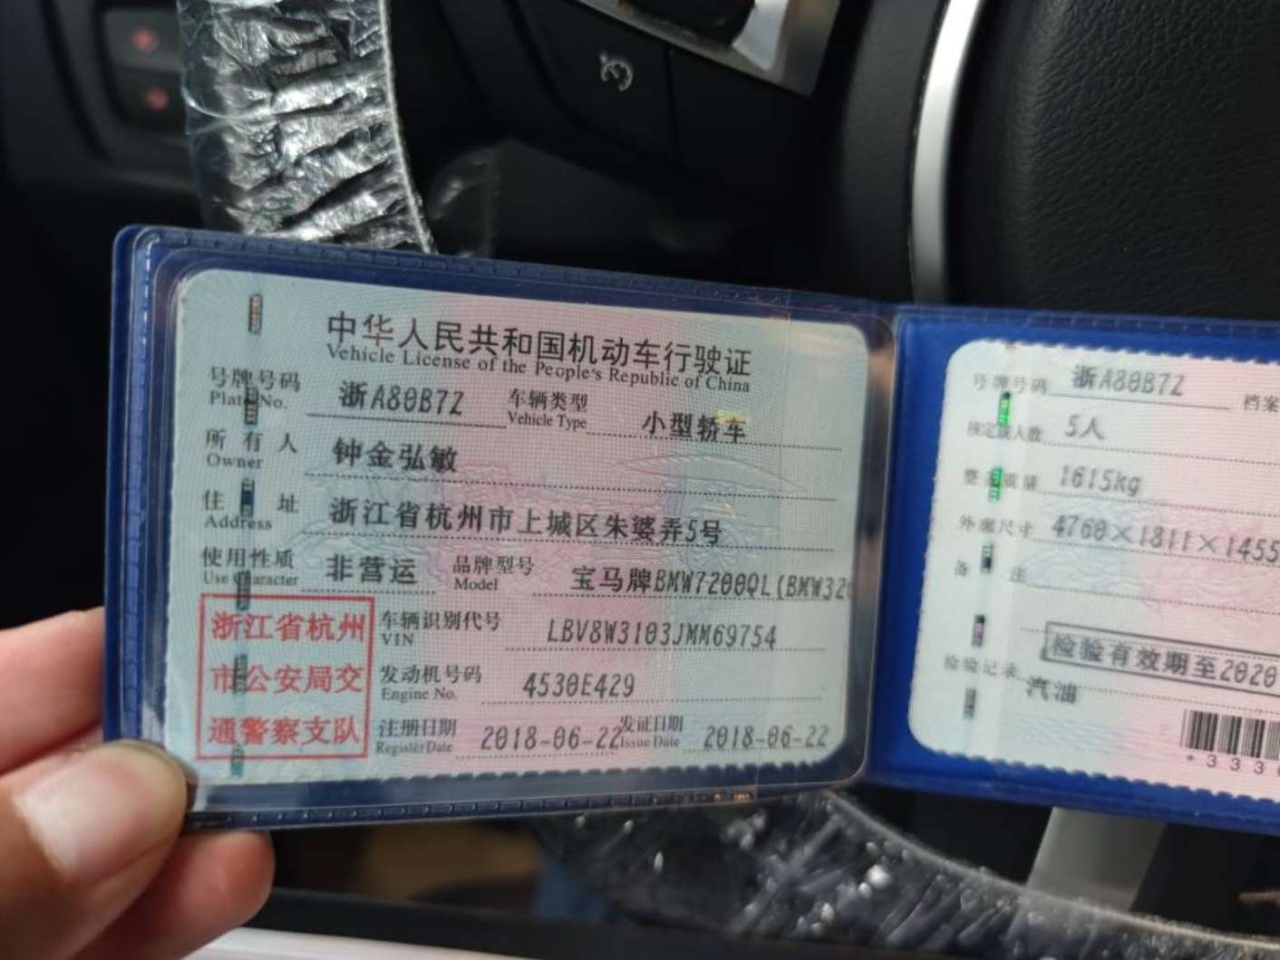 中华人民共和国机动车行驶证
Vehicle License of the People's Republic of China
号牌号码 浙A80B7Z 车辆类型 小型轿车
Plate No. Vehicle Type
所有人 钟金弘敏
Owner
住址 浙江省杭州市上城区朱婆弄5号
Address
使用性质 非营运 品牌型号 宝马牌BMW7200QL(BMW320
Use Character Model
浙江省杭州
市公安局交
通警察支队
车辆识别代号 LBV8W3103JMM69754
VIN
发动机号码 4530E429
Engine No.
注册日期 2018-06-22 发证日期 2018-06-22
Register Date Issue Date
号牌号码 浙A80B7Z 档案
核定载人数 5人
整备质量 1615kg
外廓尺寸 4760×1811×1455
备注
检验有效期至2020
检验记录 汽油
*333